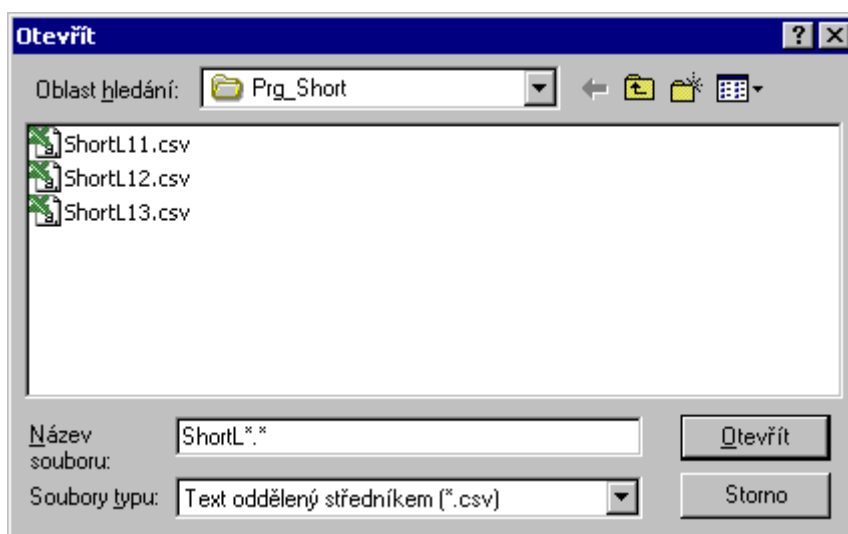 Otevřít
Oblast hledání: Prg_Short
ShortL11.csv
ShortL12.csv
ShortL13.csv
Název souboru: ShortL*.* Otevřít
Soubory typu: Text oddělený středníkem (*.csv) Storno